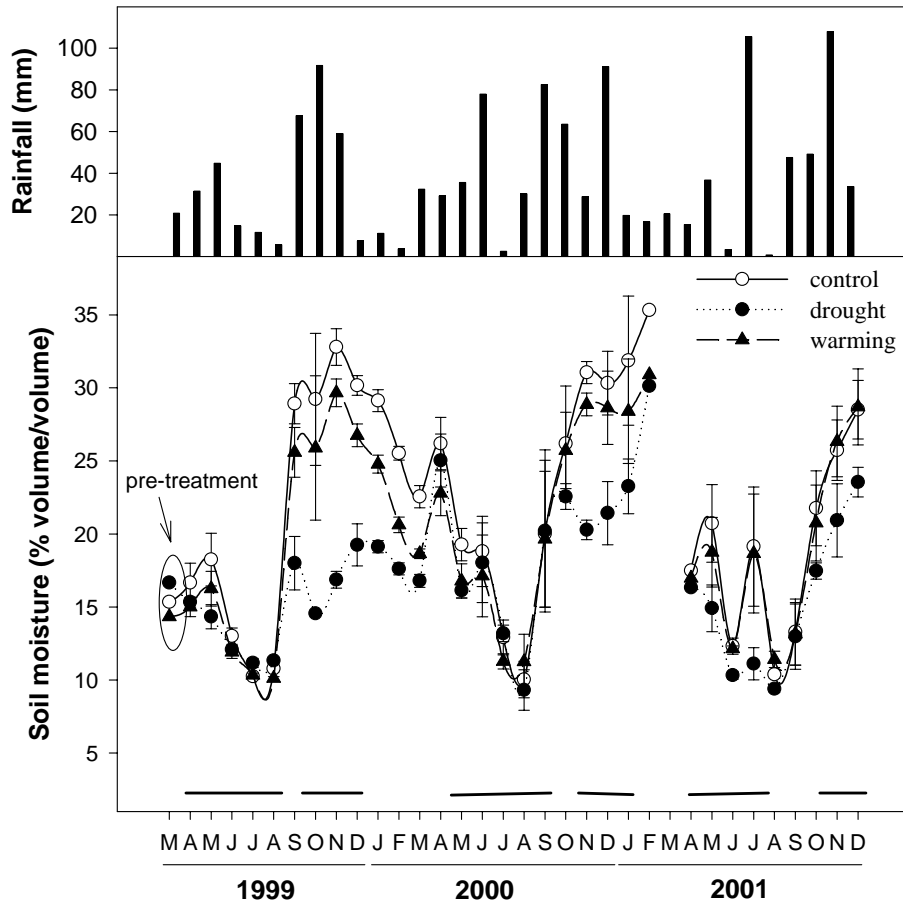 Rainfall (mm)
100
80
60
40
20
Soil moisture (% volume/volume)
35
30
25
20
15
10
5
control
drought
warming
pre-treatment
M A M J J A S O N D J F M A M J J A S O N D J F M A M J J A S O N D
1999 2000 2001